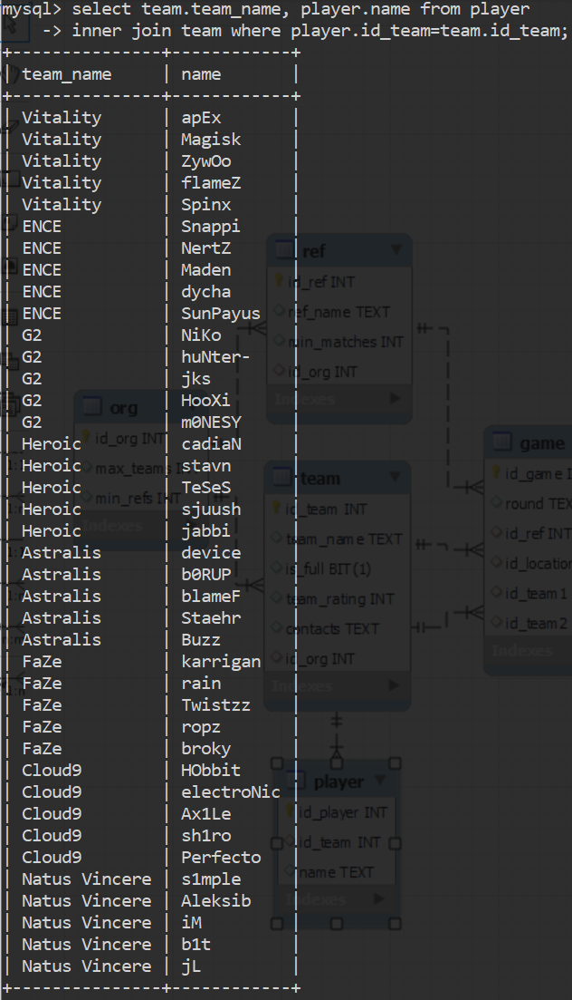 mysql> select team.team_name, player.name from player
    -> inner join team where player.id_team=team.id_team;
+---------------+------------+
| team_name     | name       |
+---------------+------------+
| Vitality      | apEx       |
| Vitality      | Magisk     |
| Vitality      | ZywOo      |
| Vitality      | flameZ     |
| Vitality      | Spinx      |
| ENCE          | Snappi     |
| ENCE          | NertZ      |
| ENCE          | Maden      |
| ENCE          | dycha      |
| ENCE          | SunPayus   |
| G2            | NiKo       |
| G2            | huNter-    |
| G2            | jks        |
| G2            | HooXi      |
| G2            | m0NESY     |
| Heroic        | cadiaN     |
| Heroic        | stavn      |
| Heroic        | TeSeS      |
| Heroic        | sjuush     |
| Heroic        | jabbi      |
| Astralis      | device     |
| Astralis      | b0RUP      |
| Astralis      | blameF     |
| Astralis      | Staehr     |
| Astralis      | Buzz       |
| FaZe          | karrigan   |
| FaZe          | rain       |
| FaZe          | Twistzz    |
| FaZe          | ropz       |
| FaZe          | broky      |
| Cloud9        | HObbit     |
| Cloud9        | electroNic |
| Cloud9        | Ax1Le      |
| Cloud9        | sh1ro      |
| Cloud9        | Perfecto   |
| Natus Vincere | s1mple     |
| Natus Vincere | Aleksib    |
| Natus Vincere | iM         |
| Natus Vincere | b1t        |
| Natus Vincere | jL         |
+---------------+------------+
ref
id_ref INT
ref_name TEXT
min_matches INT
id_org INT
Indexes
org
id_org INT
max_teams INT
min_refs INT
Indexes
team
id_team INT
team_name TEXT
is_full BIT(1)
team_rating INT
contacts TEXT
id_org INT
Indexes
game
id_game
round
id_ref INT
id_location
id_team1
id_team2
Indexes
player
id_player INT
id_team INT
name TEXT
Indexes